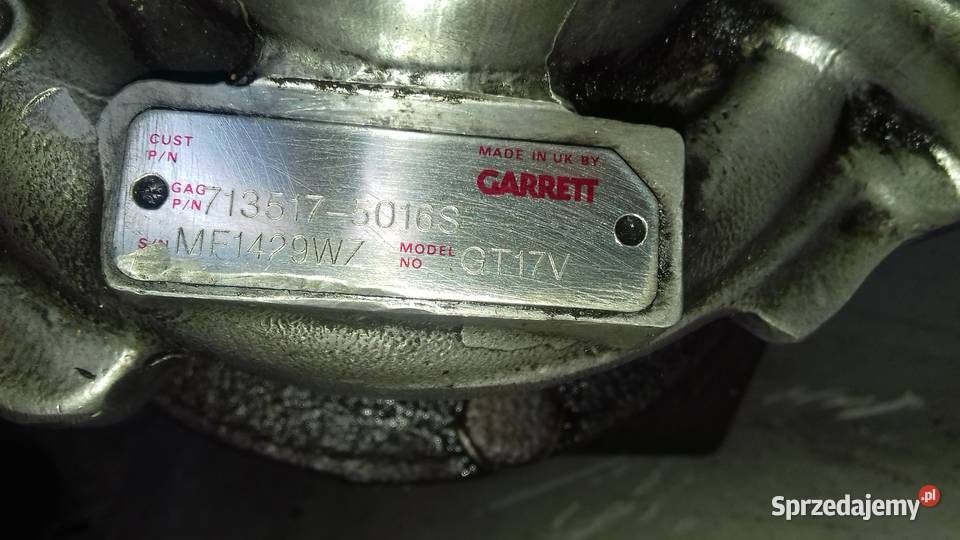 CUST
P/N
MADE IN UK BY
GARRETT
GAG
P/N 713517-5016S
S/N MF1429WZ
MODEL
NO GT17V
Sprzedajemy.pl